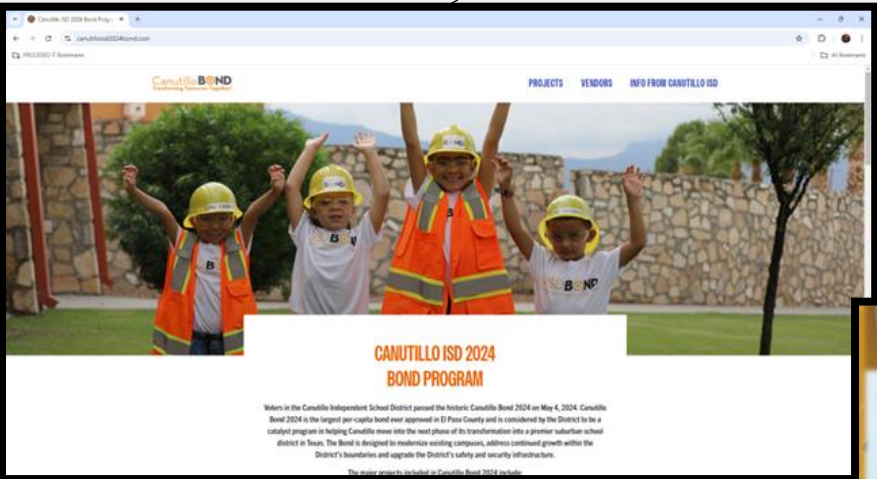 Canutillo ISD 2024 Bond Prog
canutilloisd2024bond.com
All Bookmarks
Canutillo BOND
Transforming Tomorrow Together!
PROJECTS VENDORS INFO FROM CANUTILLO ISD
BOND
CANUTILLO ISD 2024
BOND PROGRAM
Voters in the Canutillo Independent School District passed the historic Canutillo Bond 2024 on May 4, 2024. Canutillo
Bond 2024 is the largest per-capita bond ever approved in El Paso County and is considered by the District to be a
catalyst program in helping Canutillo move into the next phase of its transformation into a premier suburban school
district in Texas. The Bond is designed to modernize existing campuses, address continued growth within the
District's boundaries and upgrade the District's safety and security infrastructure.
The major projects included in Canutillo Bond 2024 include: